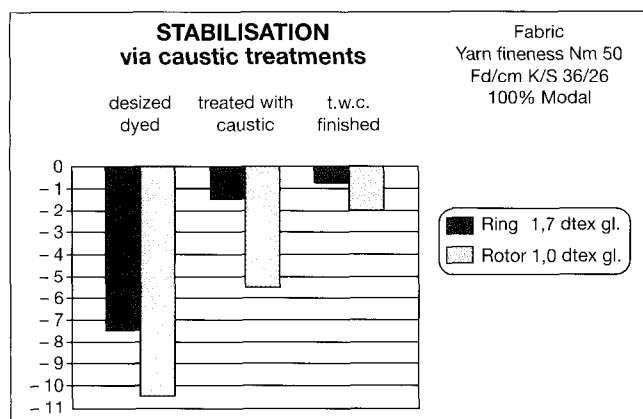 STABILISATION
via caustic treatments
Fabric
Yarn fineness Nm 50
Fd/cm K/S 36/26
100% Modal
desized
dyed
treated with
caustic
t.w.c.
finished
0
- 1
- 2
- 3
- 4
- 5
- 6
- 7
- 8
- 9
- 10
- 11
Ring 1,7 dtex gl.
Rotor 1,0 dtex gl.